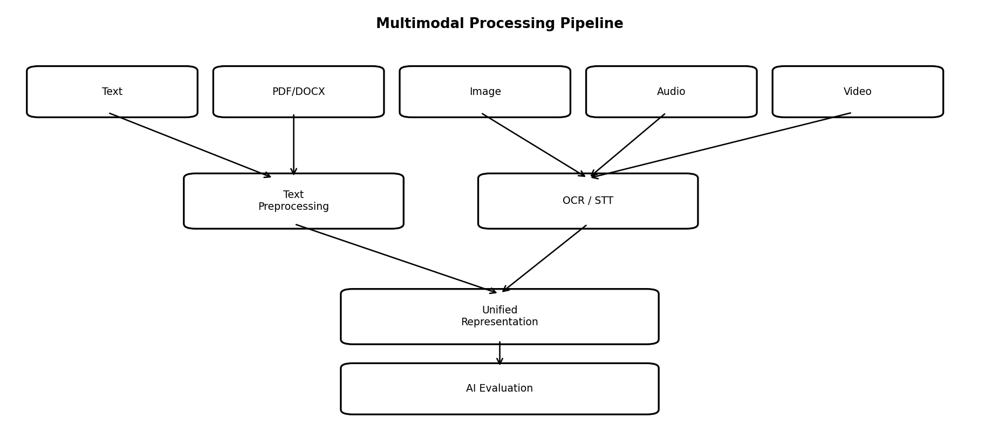 Multimodal Processing Pipeline
Text
PDF/DOCX
Image
Audio
Video
Text
Preprocessing
OCR / STT
Unified
Representation
AI Evaluation